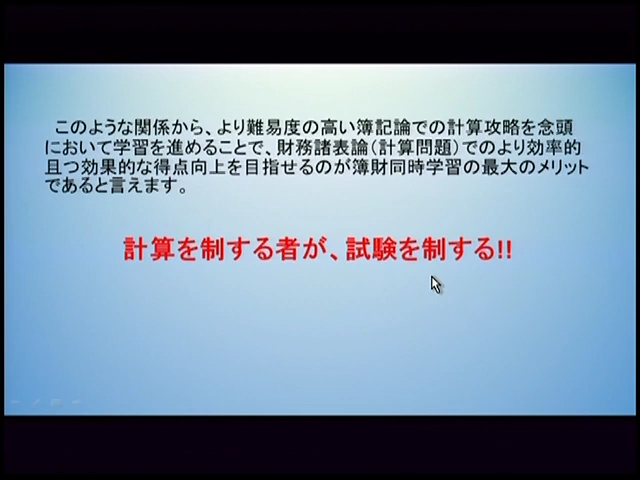 このような関係から、より難易度の高い簿記論での計算攻略を念頭
において学習を進めることで、財務諸表論（計算問題）でのより効率的
且つ効果的な得点向上を目指せるのが簿財同時学習の最大のメリット
であると言えます。
計算を制する者が、試験を制する!!